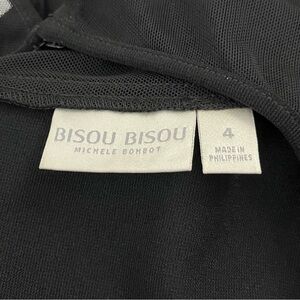 BISOU BISOU
MICHELE BOHBOT
4
MADE IN
PHILIPPINES